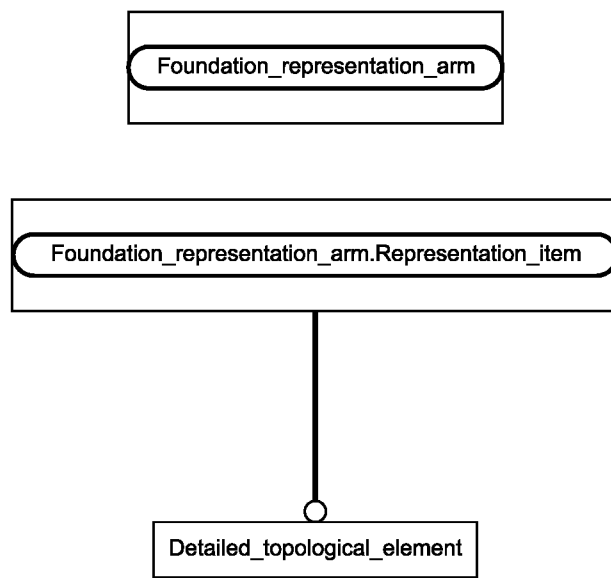 Foundation_representation_arm
Foundation_representation_arm.Representation_item
Detailed_topological_element